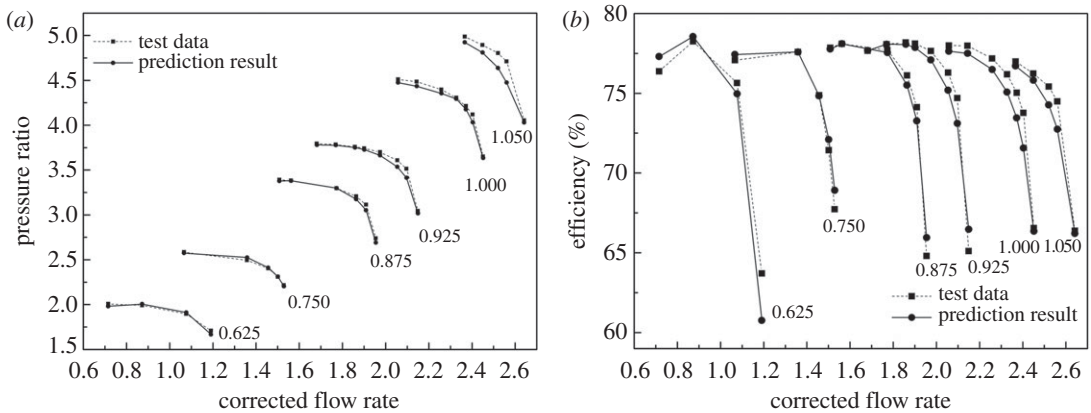 (a)
5.0
4.5
4.0
3.5
3.0
2.5
2.0
1.5
pressure ratio
test data
prediction result
1.050
1.000
0.925
0.875
0.750
0.625
0.6 0.8 1.0 1.2 1.4 1.6 1.8 2.0 2.2 2.4 2.6
corrected flow rate
(b)
80
75
70
65
60
efficiency (%)
0.750
0.625
0.875
0.925
1.000
1.050
test data
prediction result
0.6 0.8 1.0 1.2 1.4 1.6 1.8 2.0 2.2 2.4 2.6
corrected flow rate